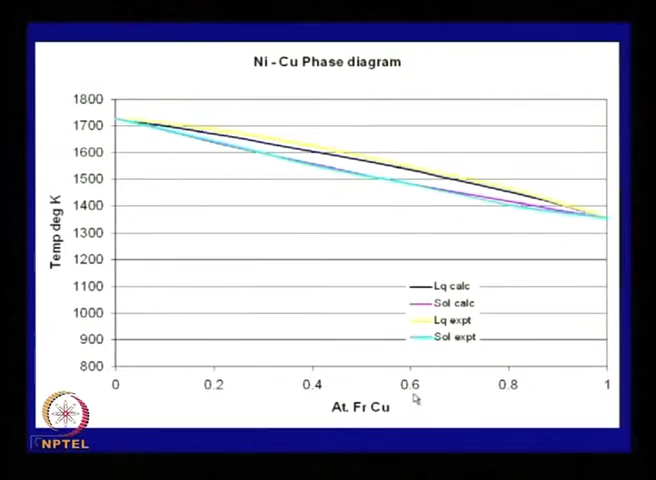 Ni - Cu Phase diagram
1800
1700
1600
1500
1400
1300
1200
1100
1000
900
800
Temp deg K
Lq calc
Sol calc
Lq expt
Sol expt
0 0.2 0.4 0.6 0.8 1
At. Fr Cu
NPTEL